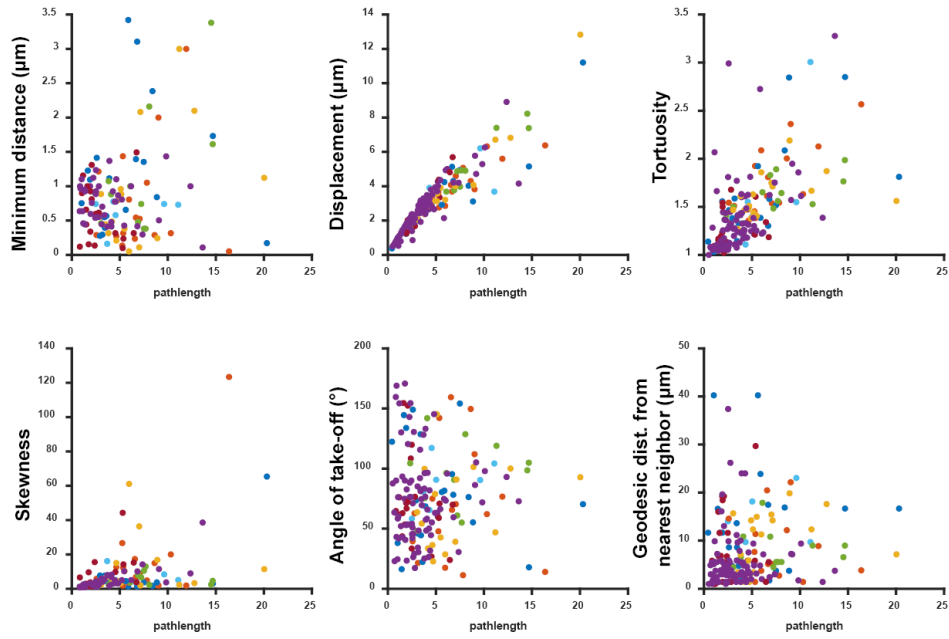 Minimum distance (µm)
3.5
3
2.5
2
1.5
1
0.5
0
0 5 10 15 20 25
pathlength
Displacement (µm)
14
12
10
8
6
4
2
0
0 5 10 15 20 25
pathlength
Tortuosity
3.5
3
2.5
2
1.5
1
0 5 10 15 20 25
pathlength
Skewness
140
120
100
80
60
40
20
0
0 5 10 15 20 25
pathlength
Angle of take-off (°)
200
150
100
50
0
0 5 10 15 20 25
pathlength
Geodesic dist. from
nearest neighbor (µm)
50
40
30
20
10
0
0 5 10 15 20 25
pathlength